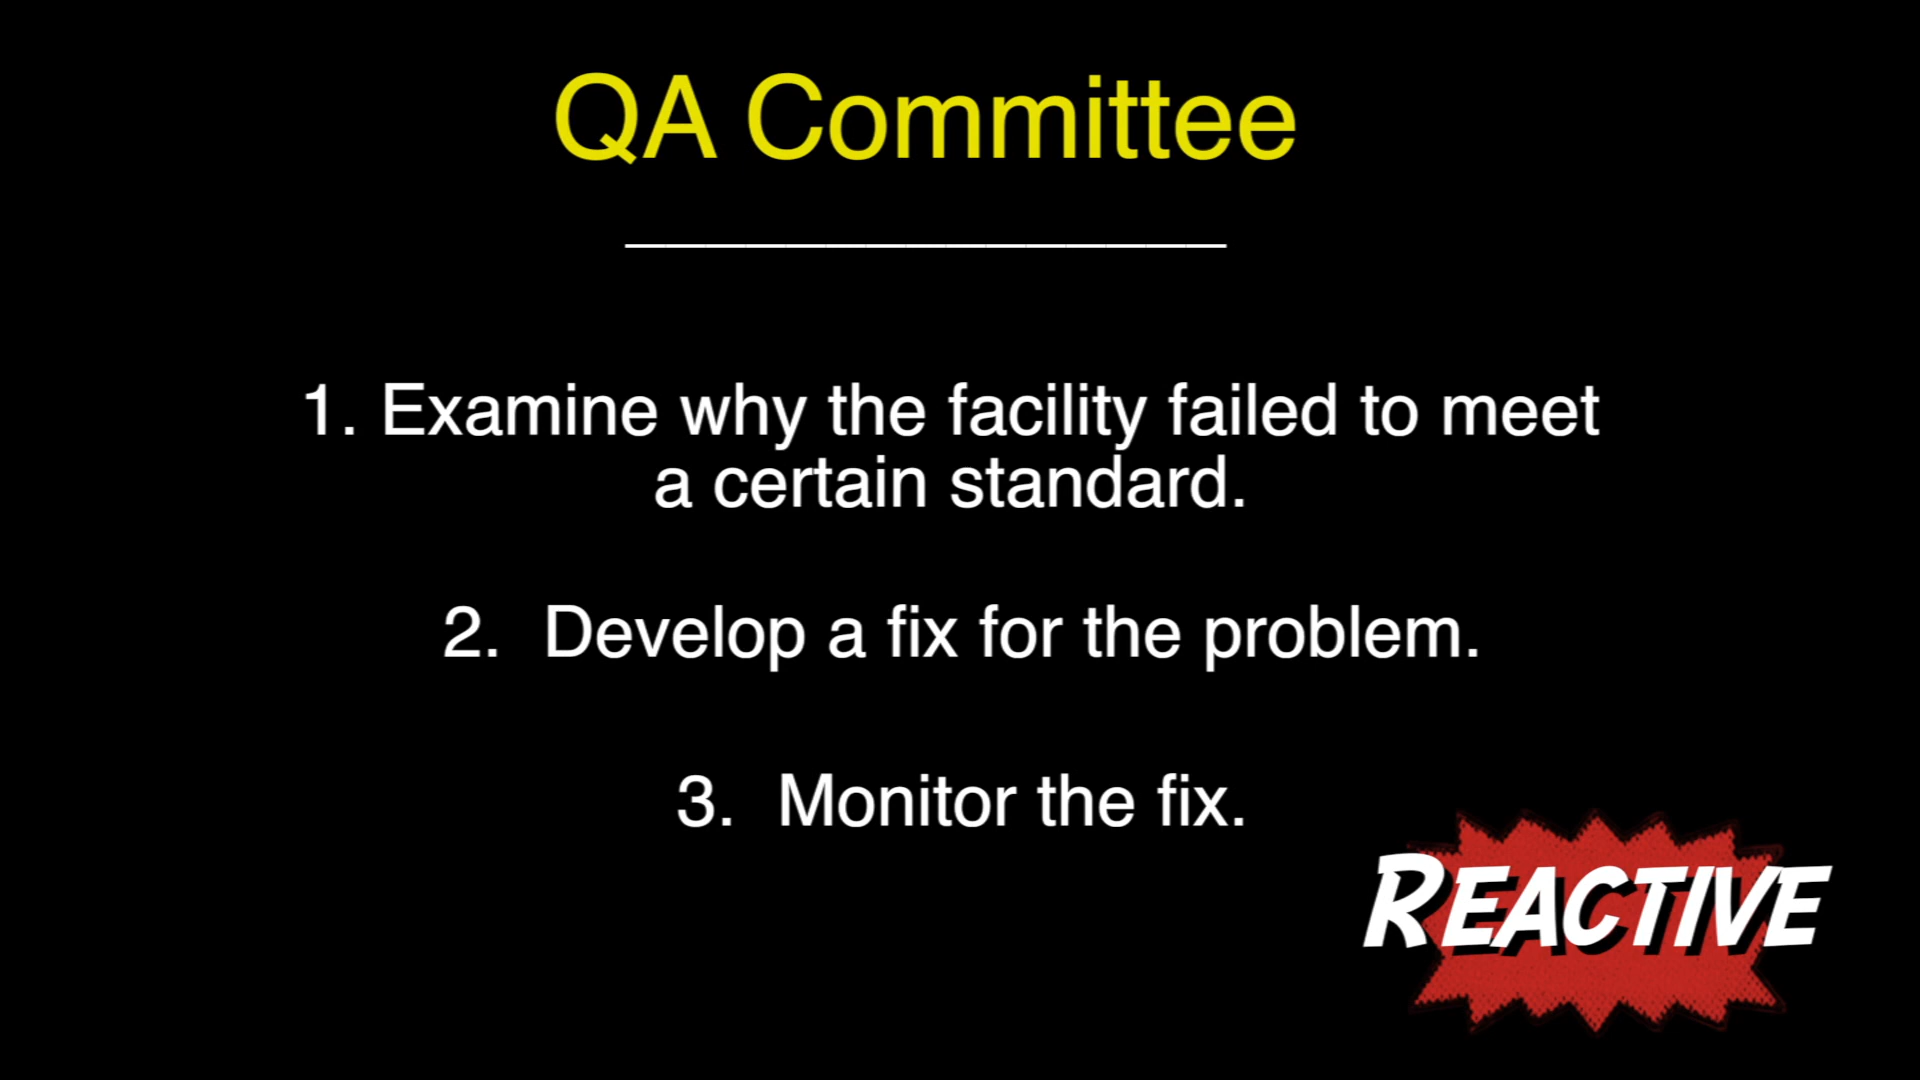 QA Committee
1. Examine why the facility failed to meet
a certain standard.
2. Develop a fix for the problem.
3. Monitor the fix.
REACTIVE